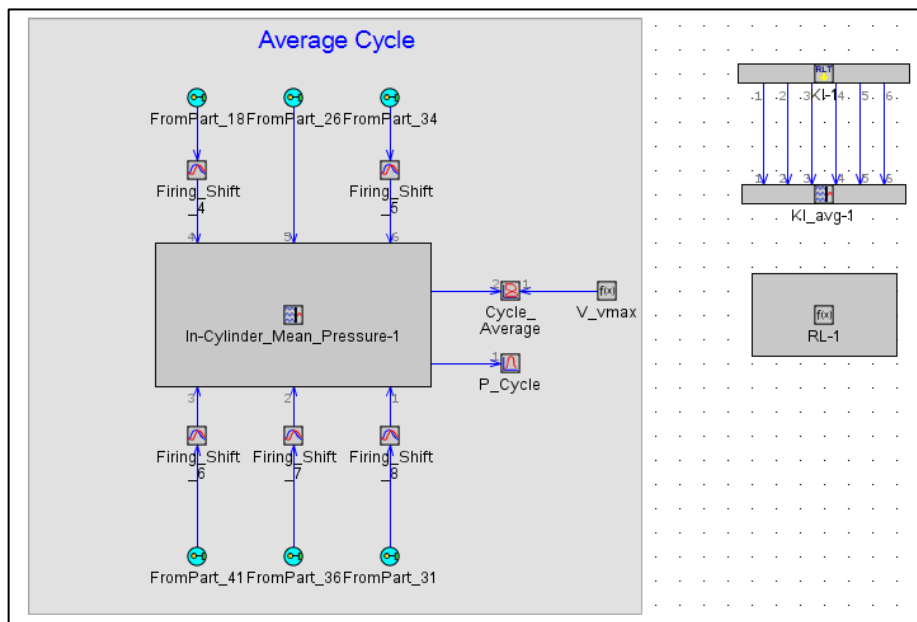 Average Cycle
FromPart_18 FromPart_26 FromPart_34
Firing_Shift
_4
Firing_Shift
_5
4
5
6
In-Cylinder_Mean_Pressure-1
2
1
f(x)
Cycle_
Average
V_vmax
1
P_Cycle
3
2
1
Firing_Shift
_6
Firing_Shift
_7
Firing_Shift
_8
FromPart_41 FromPart_36 FromPart_31
RLT
KI-1
1 2 3 4 5 6
1 2 3 4 5 6
KI_avg-1
f(x)
RL-1